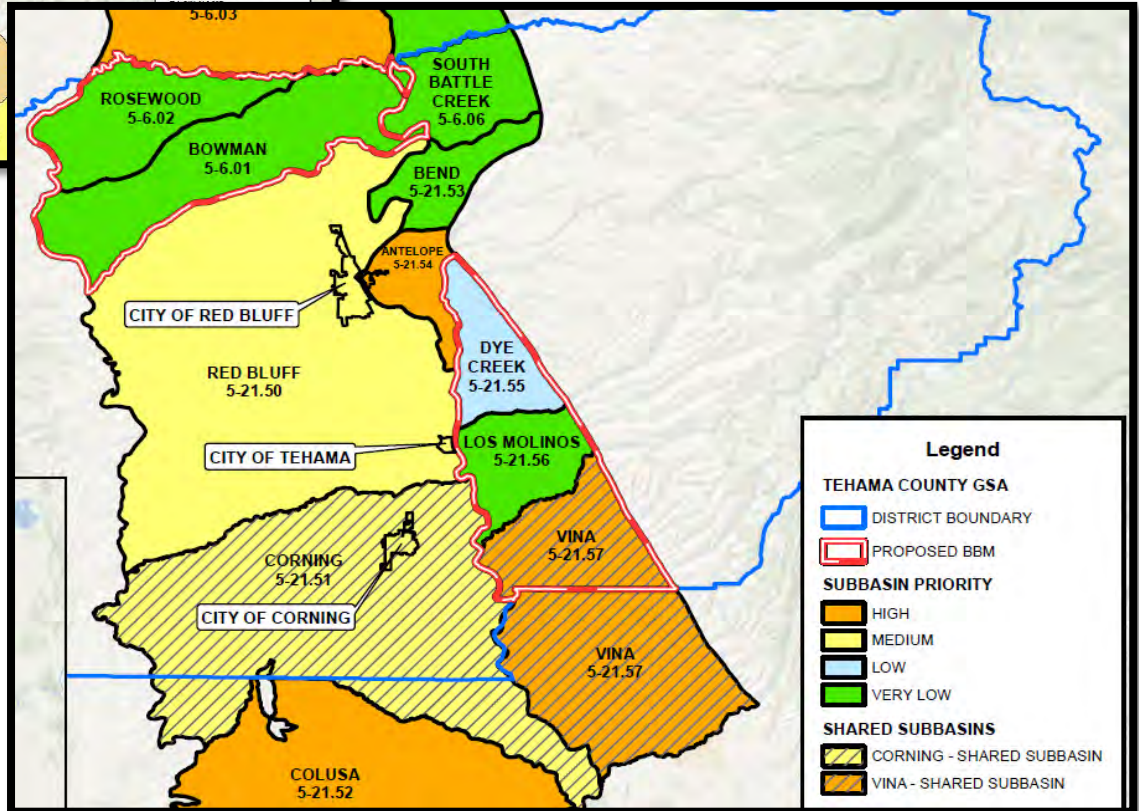 5-6.03
ROSEWOOD
5-6.02
SOUTH
BATTLE
CREEK
5-6.06
BOWMAN
5-6.01
BEND
5-21.53
ANTELOPE
5-21.54
CITY OF RED BLUFF
DYE
CREEK
5-21.55
RED BLUFF
5-21.50
CITY OF TEHAMA
LOS MOLINOS
5-21.56
VINA
5-21.57
CORNING
5-21.51
CITY OF CORNING
VINA
5-21.57
COLUSA
5-21.52
Legend
TEHAMA COUNTY GSA
DISTRICT BOUNDARY
PROPOSED BBM
SUBBASIN PRIORITY
HIGH
MEDIUM
LOW
VERY LOW
SHARED SUBBASINS
CORNING - SHARED SUBBASIN
VINA - SHARED SUBBASIN